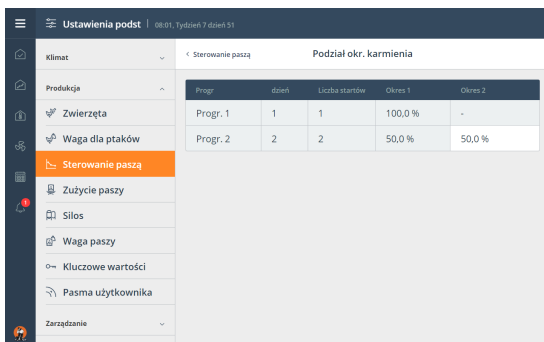 Ustawienia podst 08:01, Tydzień 7 dzień 51
Klimat
Produkcja
Zwierzęta
Waga dla ptaków
Sterowanie paszą
Zużycie paszy
Silos
Waga paszy
Kluczowe wartości
Pasma użytkownika
Zarządzanie
1
< Sterowanie paszą Podział okr. karmienia
Progr dzień Liczba startów Okres 1 Okres 2
Progr. 1 1 1 100,0 % -
Progr. 2 2 2 50,0 % 50,0 %